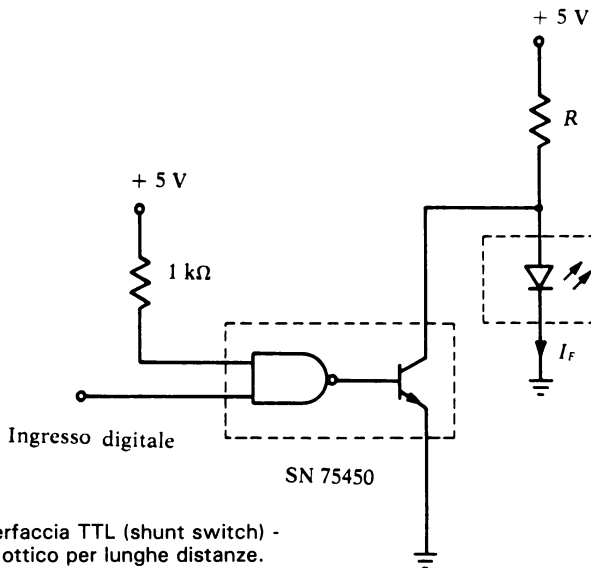 + 5 V
R
+ 5 V
1 kΩ
I_F
Ingresso digitale
SN 75450
erfaccia TTL (shunt switch) -
ottico per lunghe distanze.